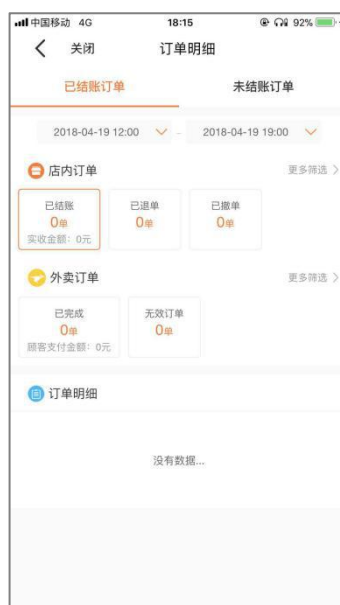 中国移动 4G 18:15 92%
关闭 订单明细
已结账订单 未结账订单
2018-04-19 12:00 - 2018-04-19 19:00
店内订单 更多筛选
已结账 已退单 已撤单
0单 0单 0单
实收金额：0元
外卖订单 更多筛选
已完成 无效订单
0单 0单
顾客支付金额：0元
订单明细
没有数据...